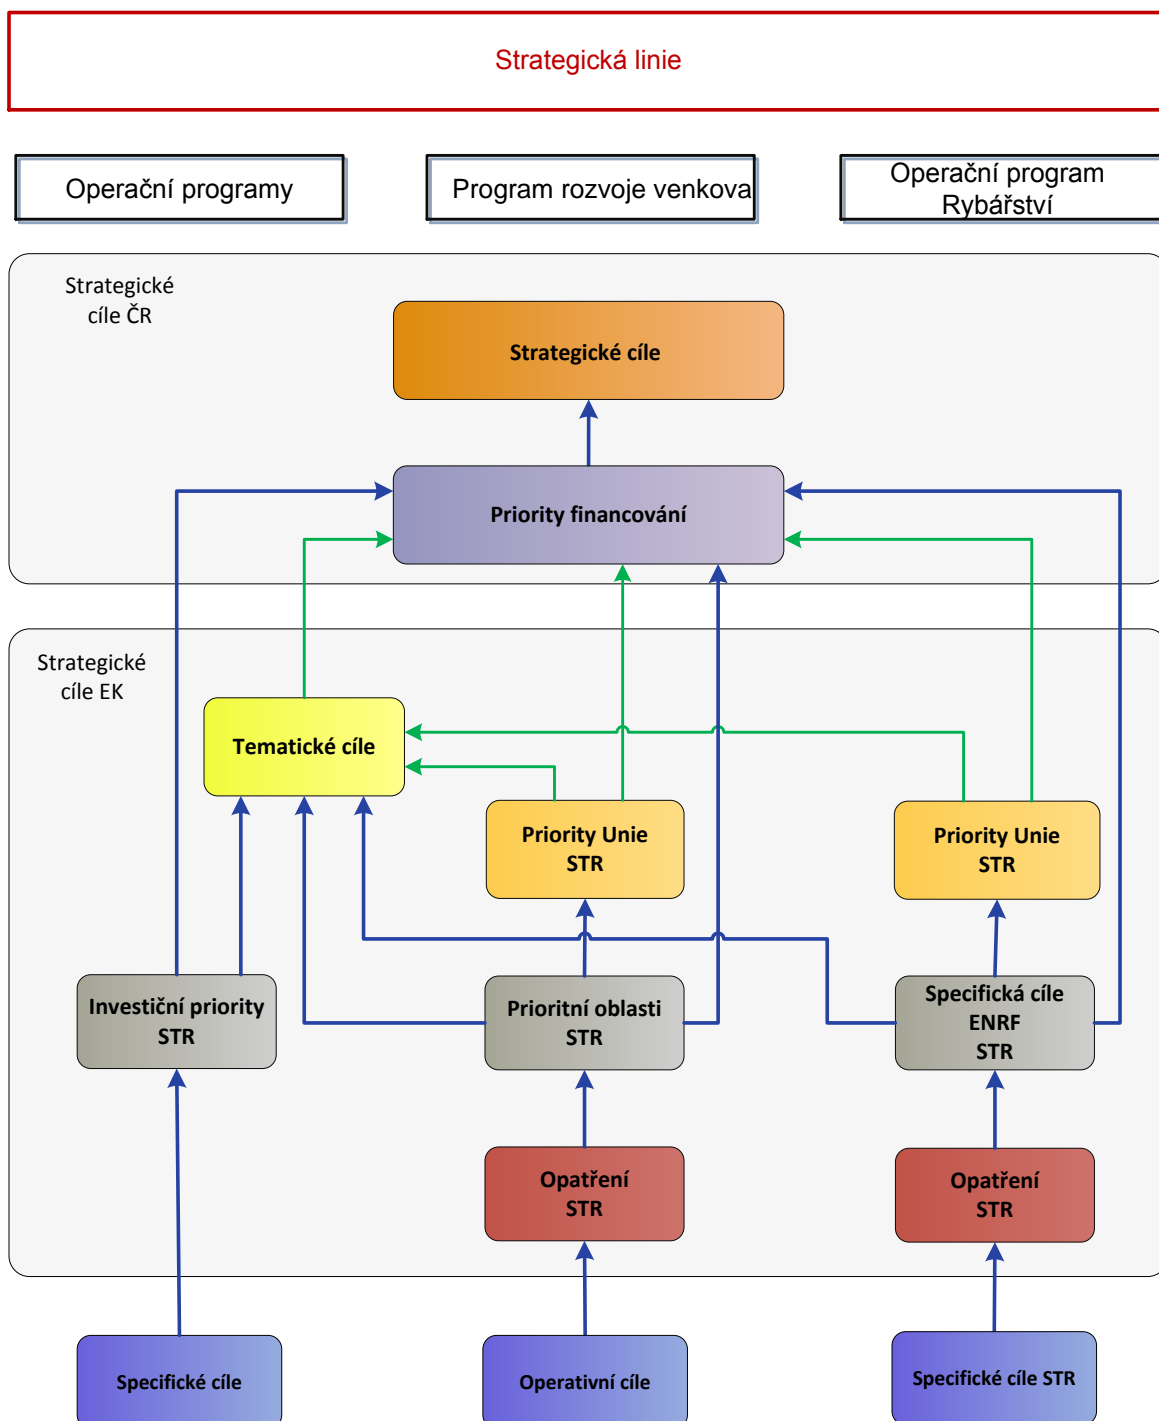 Strategická linie
Operační programy
Program rozvoje venkova
Operační program
Rybářství
Strategické
cíle ČR
Strategické cíle
Priority financování
Strategické
cíle EK
Tematické cíle
Priority Unie
STR
Priority Unie
STR
Investiční priority
STR
Prioritní oblasti
STR
Specifická cíle
ENRF
STR
Opatření
STR
Opatření
STR
Specifické cíle
Operativní cíle
Specifické cíle STR